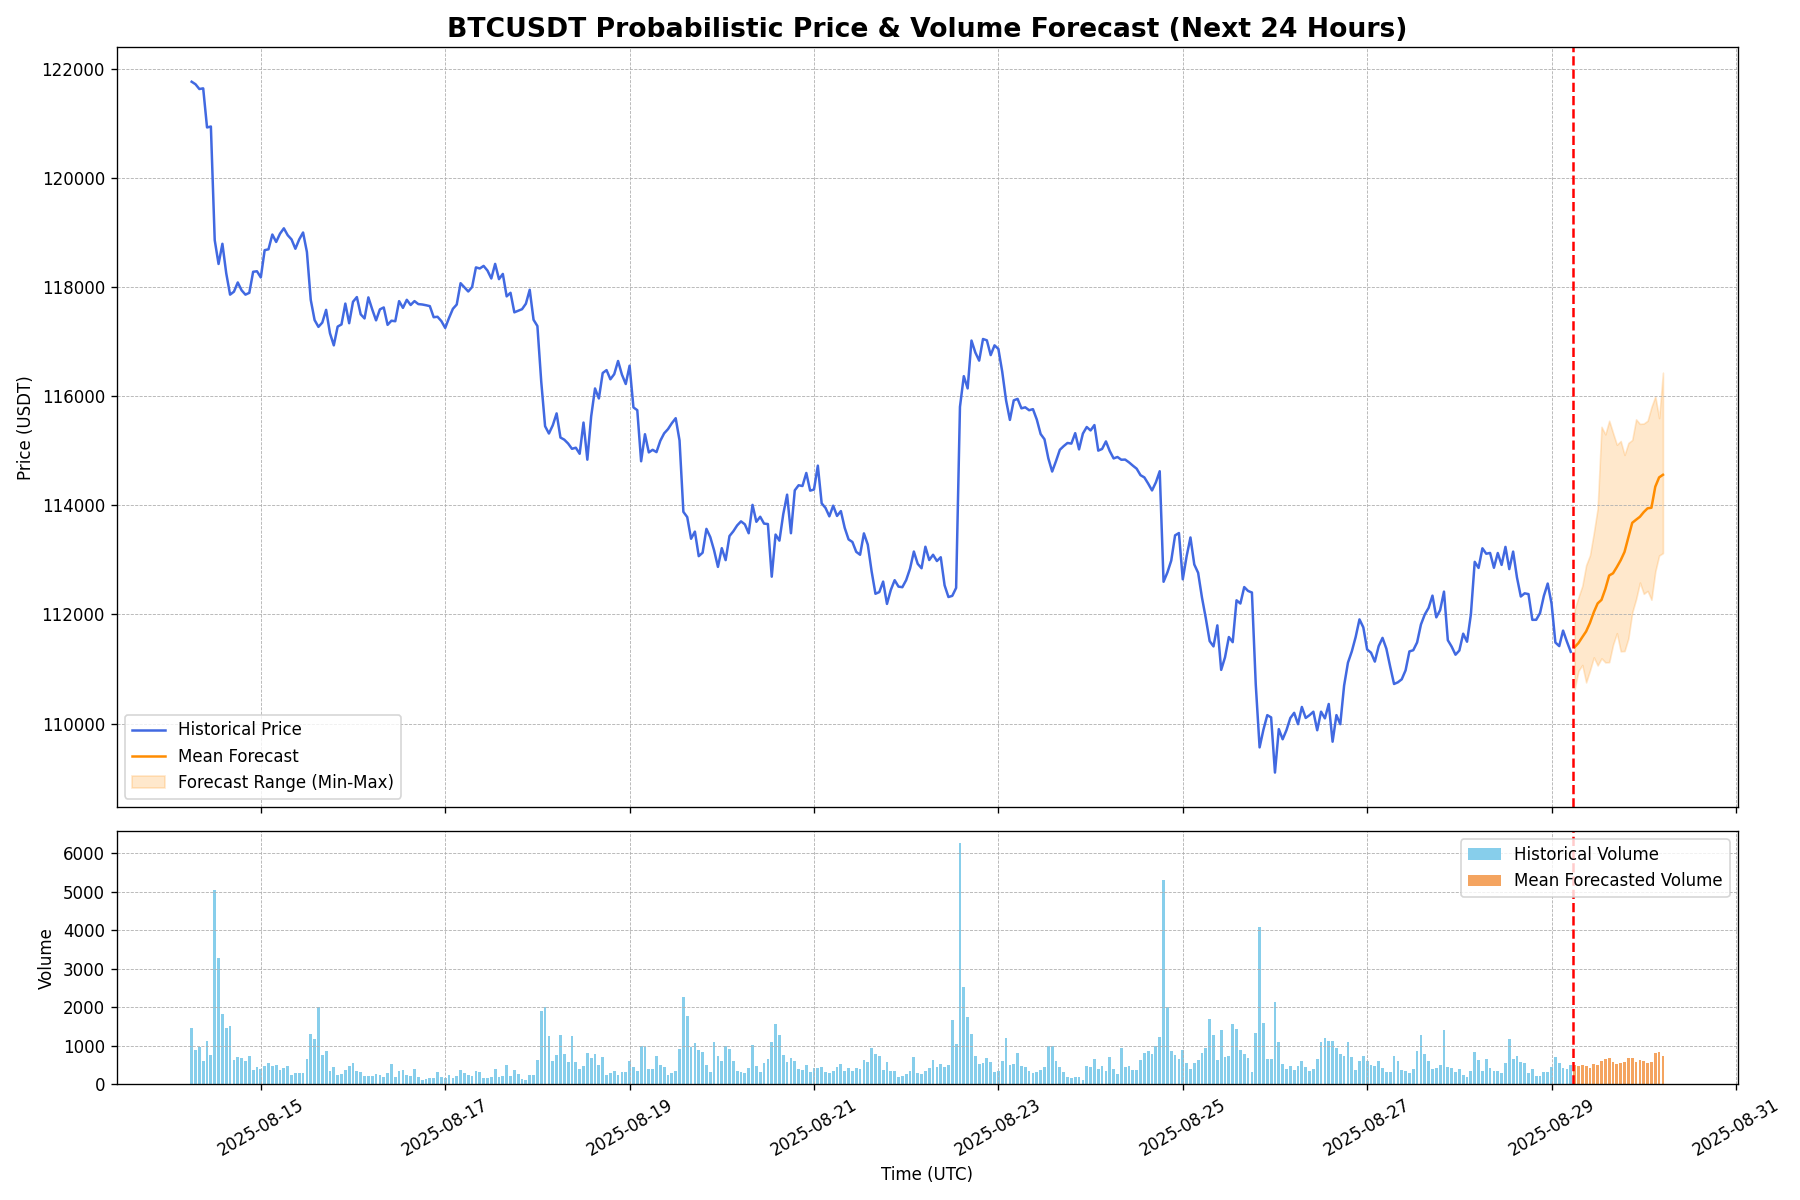 BTCUSDT Probabilistic Price & Volume Forecast (Next 24 Hours)
122000
120000
118000
116000
114000
112000
110000
Price (USDT)
Historical Price
Mean Forecast
Forecast Range (Min-Max)
6000
5000
4000
3000
2000
1000
0
Volume
Historical Volume
Mean Forecasted Volume
2025-08-15
2025-08-17
2025-08-19
2025-08-21
2025-08-23
2025-08-25
2025-08-27
2025-08-29
2025-08-31
Time (UTC)